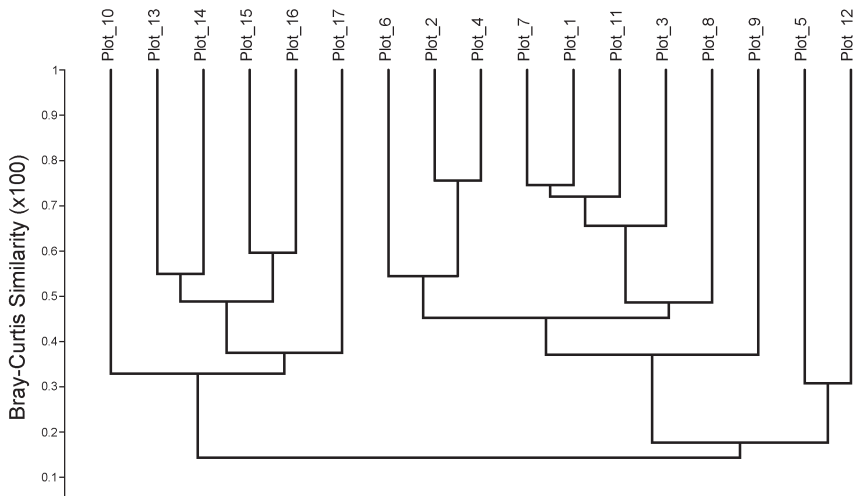 Plot_10
Plot_13
Plot_14
Plot_15
Plot_16
Plot_17
Plot_6
Plot_2
Plot_4
Plot_7
Plot_1
Plot_11
Plot_3
Plot_8
Plot_9
Plot_5
Plot_12
Bray-Curtis Similarity (x100)
1
0.9
0.8
0.7
0.6
0.5
0.4
0.3
0.2
0.1